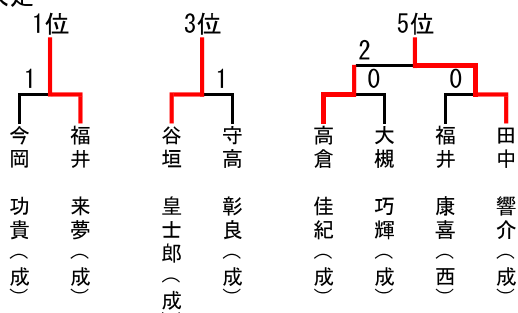 1位 3位 5位
2
1 1 0 0
今岡 功貴（成）
福井 来夢（成）
谷垣 皇士郎（成
守高 彰良（成）
高倉 佳紀（成）
大槻 巧輝（成）
福井 康喜（西）
田中 響介（成）